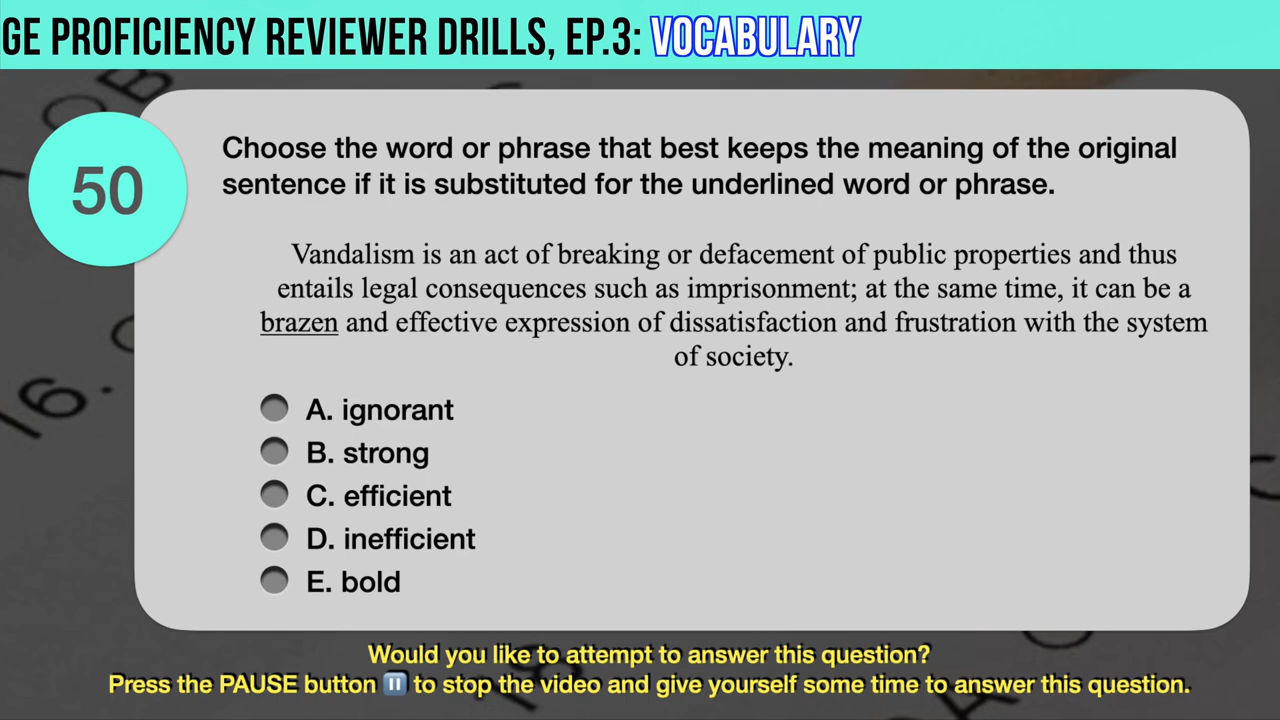 GE PROFICIENCY REVIEWER DRILLS, EP.3: VOCABULARY
50
Choose the word or phrase that best keeps the meaning of the original
sentence if it is substituted for the underlined word or phrase.
Vandalism is an act of breaking or defacement of public properties and thus
entails legal consequences such as imprisonment; at the same time, it can be a
brazen and effective expression of dissatisfaction and frustration with the system
of society.
A. ignorant
B. strong
C. efficient
D. inefficient
E. bold
16.
Would you like to attempt to answer this question?
Press the PAUSE button ⏸ to stop the video and give yourself some time to answer this question.